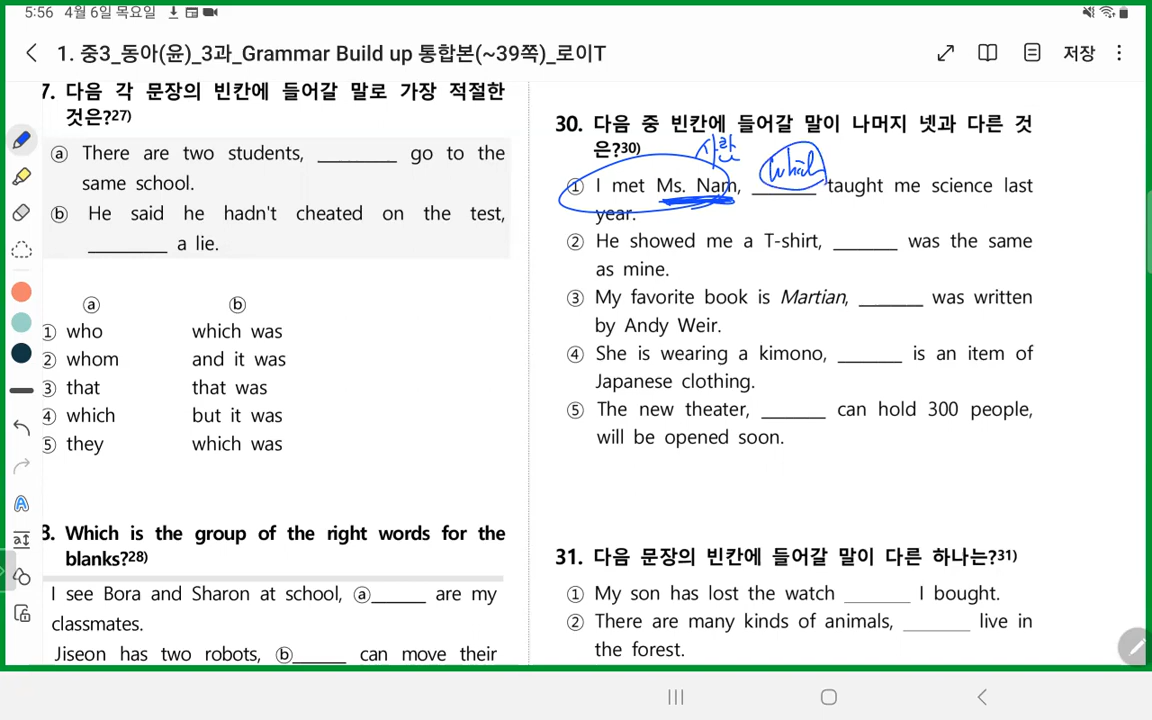 5:56 4월 6일 목요일
1. 중3_동아(윤)_3과_Grammar Build up 통합본(~39쪽)_로이T
저장
7. 다음 각 문장의 빈칸에 들어갈 말로 가장 적절한
것은?27)
ⓐ There are two students, ________ go to the
same school.
ⓑ He said he hadn't cheated on the test,
________ a lie.
ⓐ ⓑ
① who which was
② whom and it was
③ that that was
④ which but it was
⑤ they which was
8. Which is the group of the right words for the
blanks?28)
I see Bora and Sharon at school, ⓐ______ are my
classmates.
Jiseon has two robots, ⓑ______ can move their
30. 다음 중 빈칸에 들어갈 말이 나머지 넷과 다른 것
은?30)
사람
which
① I met Ms. Nam, _______ taught me science last
year.
② He showed me a T-shirt, _______ was the same
as mine.
③ My favorite book is Martian, _______ was written
by Andy Weir.
④ She is wearing a kimono, _______ is an item of
Japanese clothing.
⑤ The new theater, _______ can hold 300 people,
will be opened soon.
31. 다음 문장의 빈칸에 들어갈 말이 다른 하나는?31)
① My son has lost the watch _______ I bought.
② There are many kinds of animals, _______ live in
the forest.